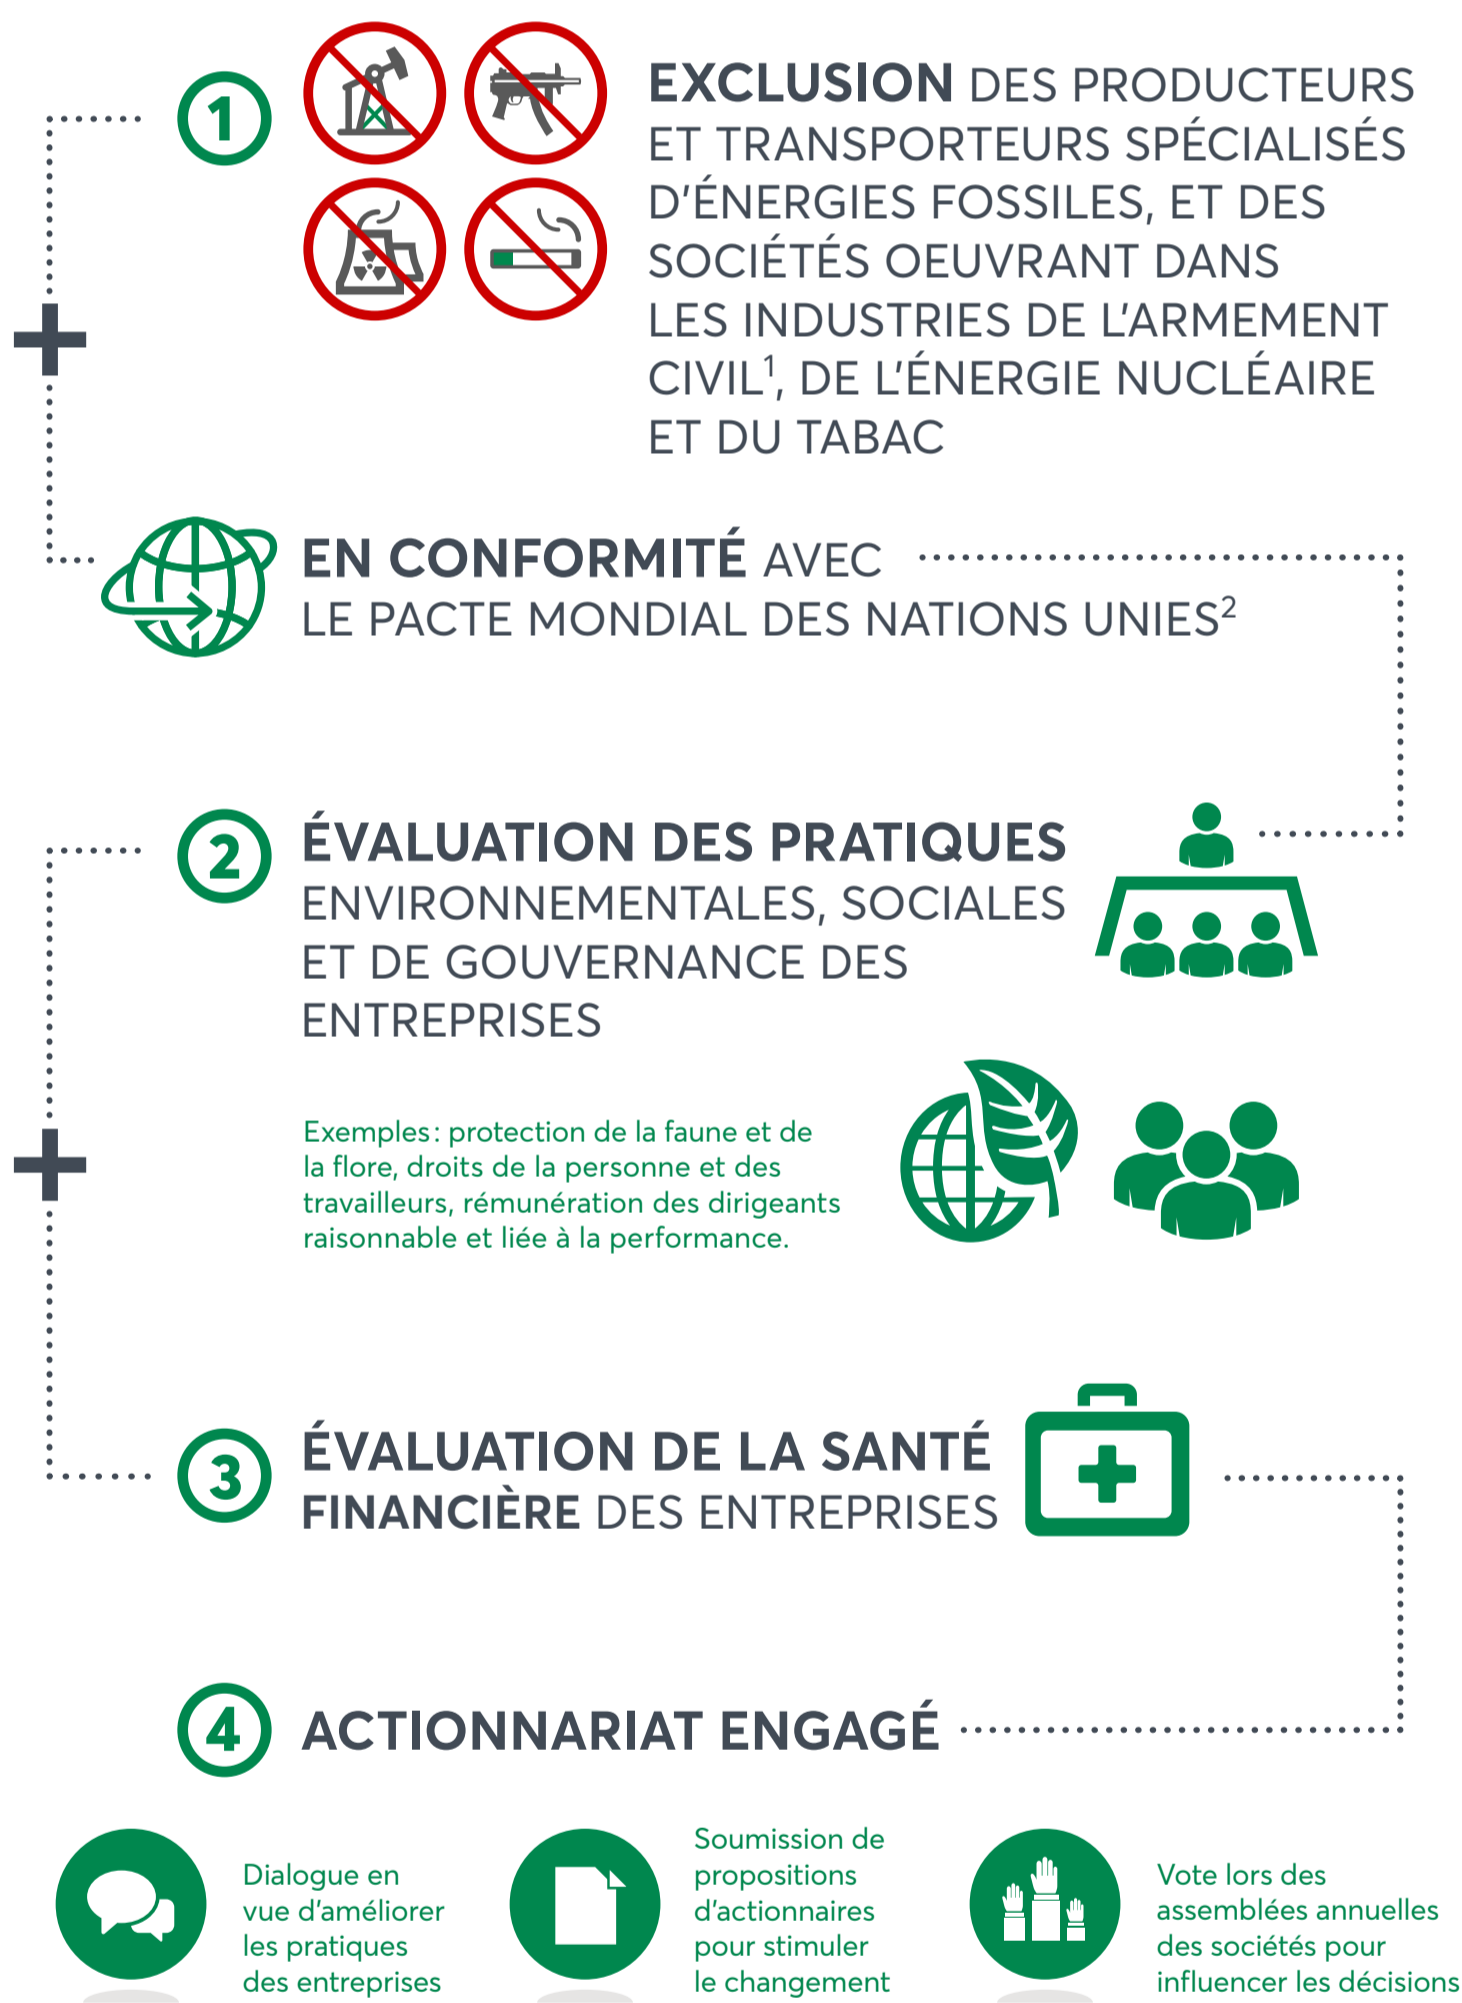 1
EXCLUSION DES PRODUCTEURS
ET TRANSPORTEURS SPÉCIALISÉS
D'ÉNERGIES FOSSILES, ET DES
SOCIÉTÉS OEUVRANT DANS
LES INDUSTRIES DE L'ARMEMENT
CIVIL¹, DE L'ÉNERGIE NUCLÉAIRE
ET DU TABAC
EN CONFORMITÉ AVEC
LE PACTE MONDIAL DES NATIONS UNIES²
2
ÉVALUATION DES PRATIQUES
ENVIRONNEMENTALES, SOCIALES
ET DE GOUVERNANCE DES
ENTREPRISES
Exemples : protection de la faune et de
la flore, droits de la personne et des
travailleurs, rémunération des dirigeants
raisonnable et liée à la performance.
3
ÉVALUATION DE LA SANTÉ
FINANCIÈRE DES ENTREPRISES
4
ACTIONNARIAT ENGAGÉ
Dialogue en
vue d'améliorer
les pratiques
des entreprises
Soumission de
propositions
d'actionnaires
pour stimuler
le changement
Vote lors des
assemblées annuelles
des sociétés pour
influencer les décisions